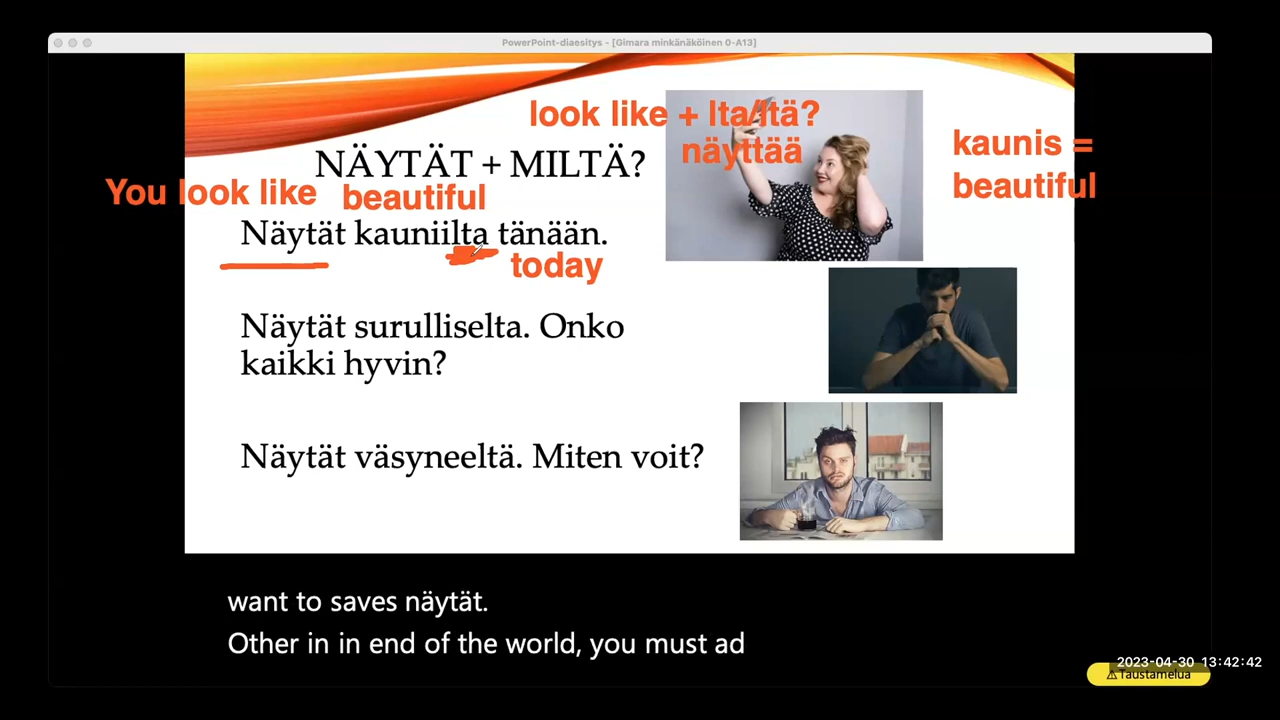 PowerPoint-diaesitys - [Gimara minkänäköinen 0-A13]
look like + lta/ltä?
näyttää
kaunis =
beautiful
NÄYTÄT + MILTÄ?
You look like beautiful
Näytät kauniilta tänään.
today
Näytät surulliselta. Onko
kaikki hyvin?
Näytät väsyneeltä. Miten voit?
want to saves näytät.
Other in in end of the world, you must ad
2023-04-30 13:42:42
⚠Taustamelua